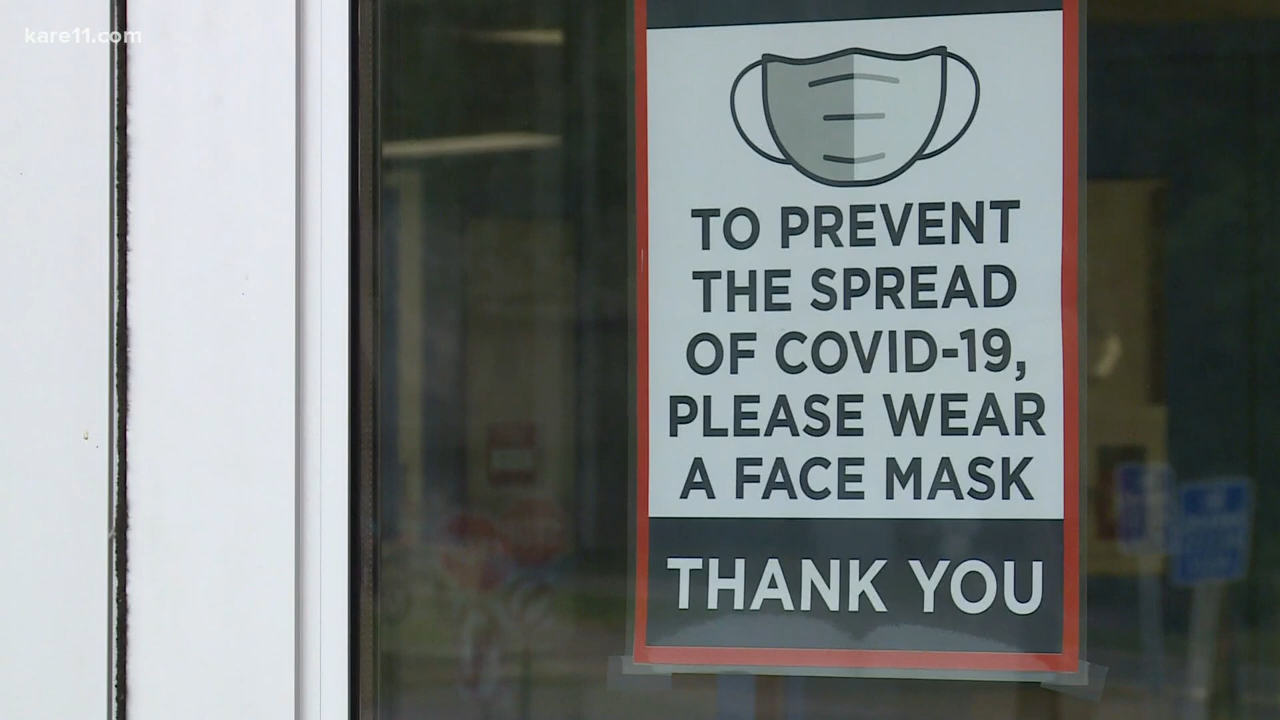 kare11.com
TO PREVENT
THE SPREAD
OF COVID-19,
PLEASE WEAR
A FACE MASK
THANK YOU